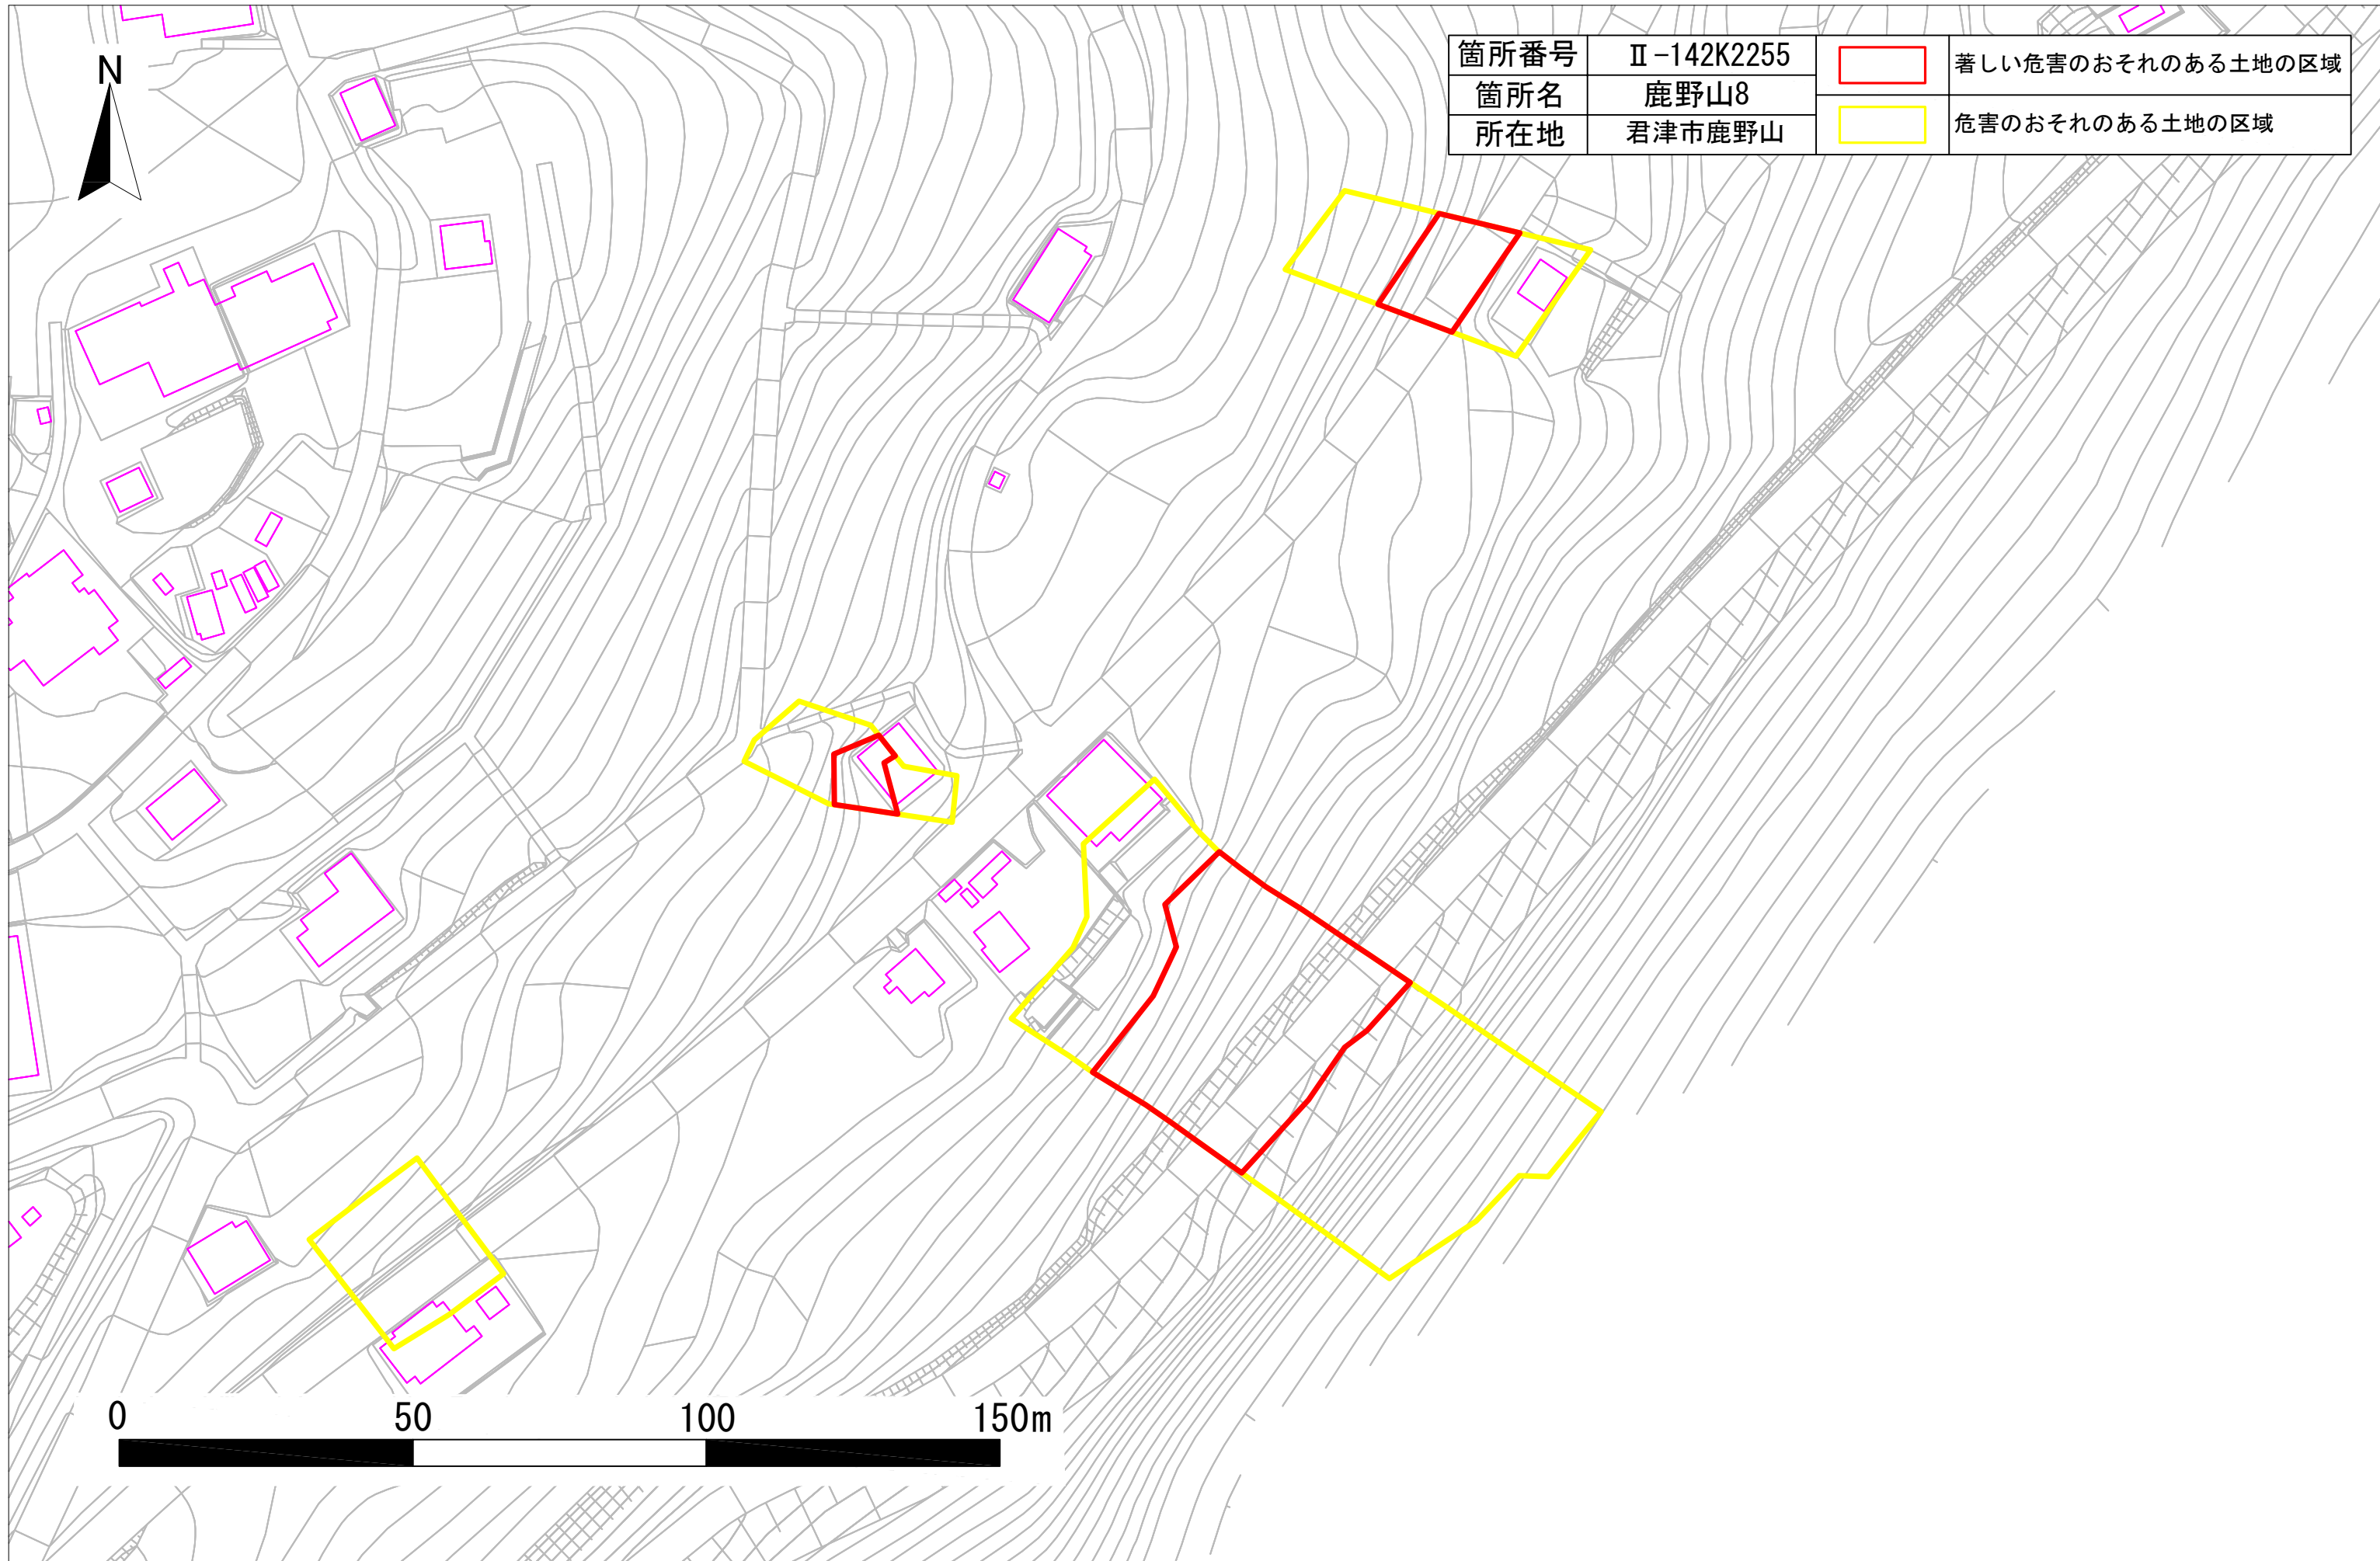 N
箇所番号 Ⅱ-142K2255 著しい危害のおそれのある土地の区域
箇所名 鹿野山8
危害のおそれのある土地の区域
所在地 君津市鹿野山
0 50 100 150m